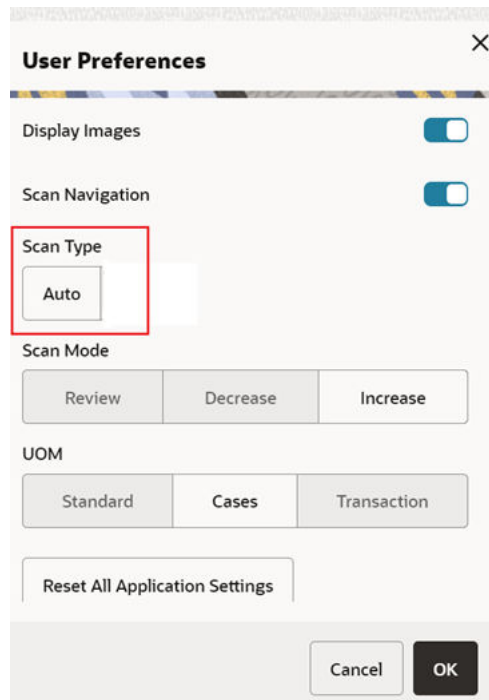 User Preferences
Display Images
Scan Navigation
Scan Type
Auto
Scan Mode
Review Decrease Increase
UOM
Standard Cases Transaction
Reset All Application Settings
Cancel OK